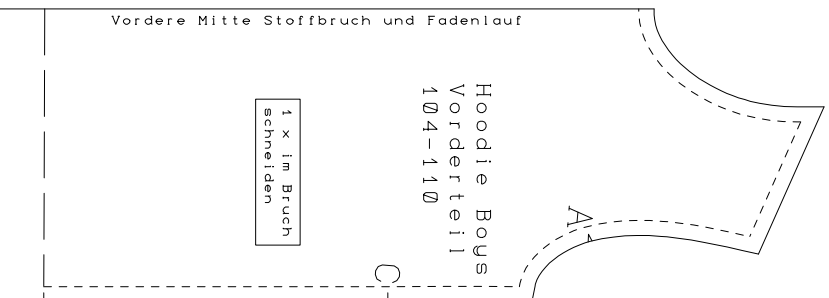 Vordere Mitte Stoffbruch und Fadenlauf
Hoodie Boys
Vorderteil
104-110
1 x im Bruch
schneiden
A
C